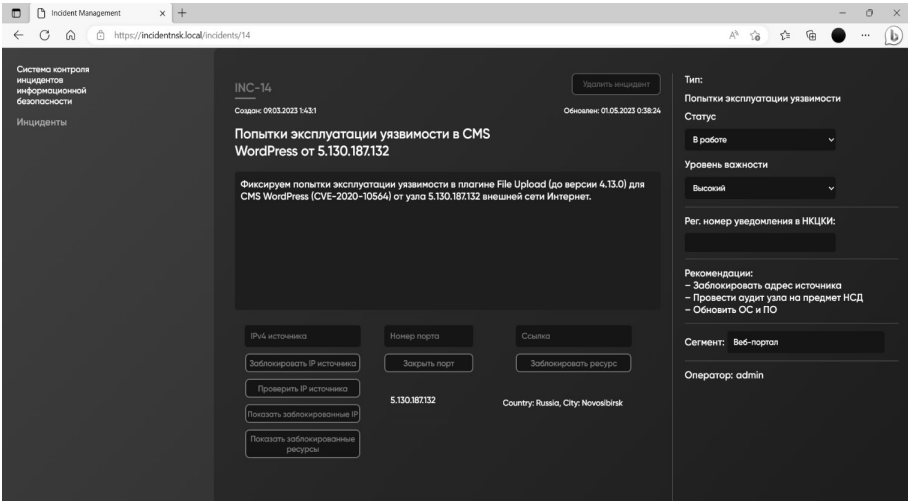 Incident Management
https://incidentnsk.local/incidents/14
Система контроля
инцидентов
информационной
безопасности
Инциденты
INC-14
Удалить инцидент
Создан: 09.03.2023 1:43:1
Обновлен: 01.05.2023 0:38:24
Попытки эксплуатации уязвимости в CMS
WordPress от 5.130.187.132
Фиксируем попытки эксплуатации уязвимости в плагине File Upload (до версии 4.13.0) для
CMS WordPress (CVE-2020-10564) от узла 5.130.187.132 внешней сети Интернет.
IPv4 источника
Номер порта
Ссылка
Заблокировать IP источника
Закрыть порт
Заблокировать ресурс
Проверить IP источника
Показать заблокированные IP
Показать заблокированные
ресурсы
5.130.187.132
Country: Russia, City: Novosibirsk
Тип:
Попытки эксплуатации уязвимости
Статус
В работе
Уровень важности
Высокий
Рег. номер уведомления в НКЦКИ:
Рекомендации:
– Заблокировать адрес источника
– Провести аудит узла на предмет НСД
– Обновить ОС и ПО
Сегмент: Веб-портал
Оператор: admin